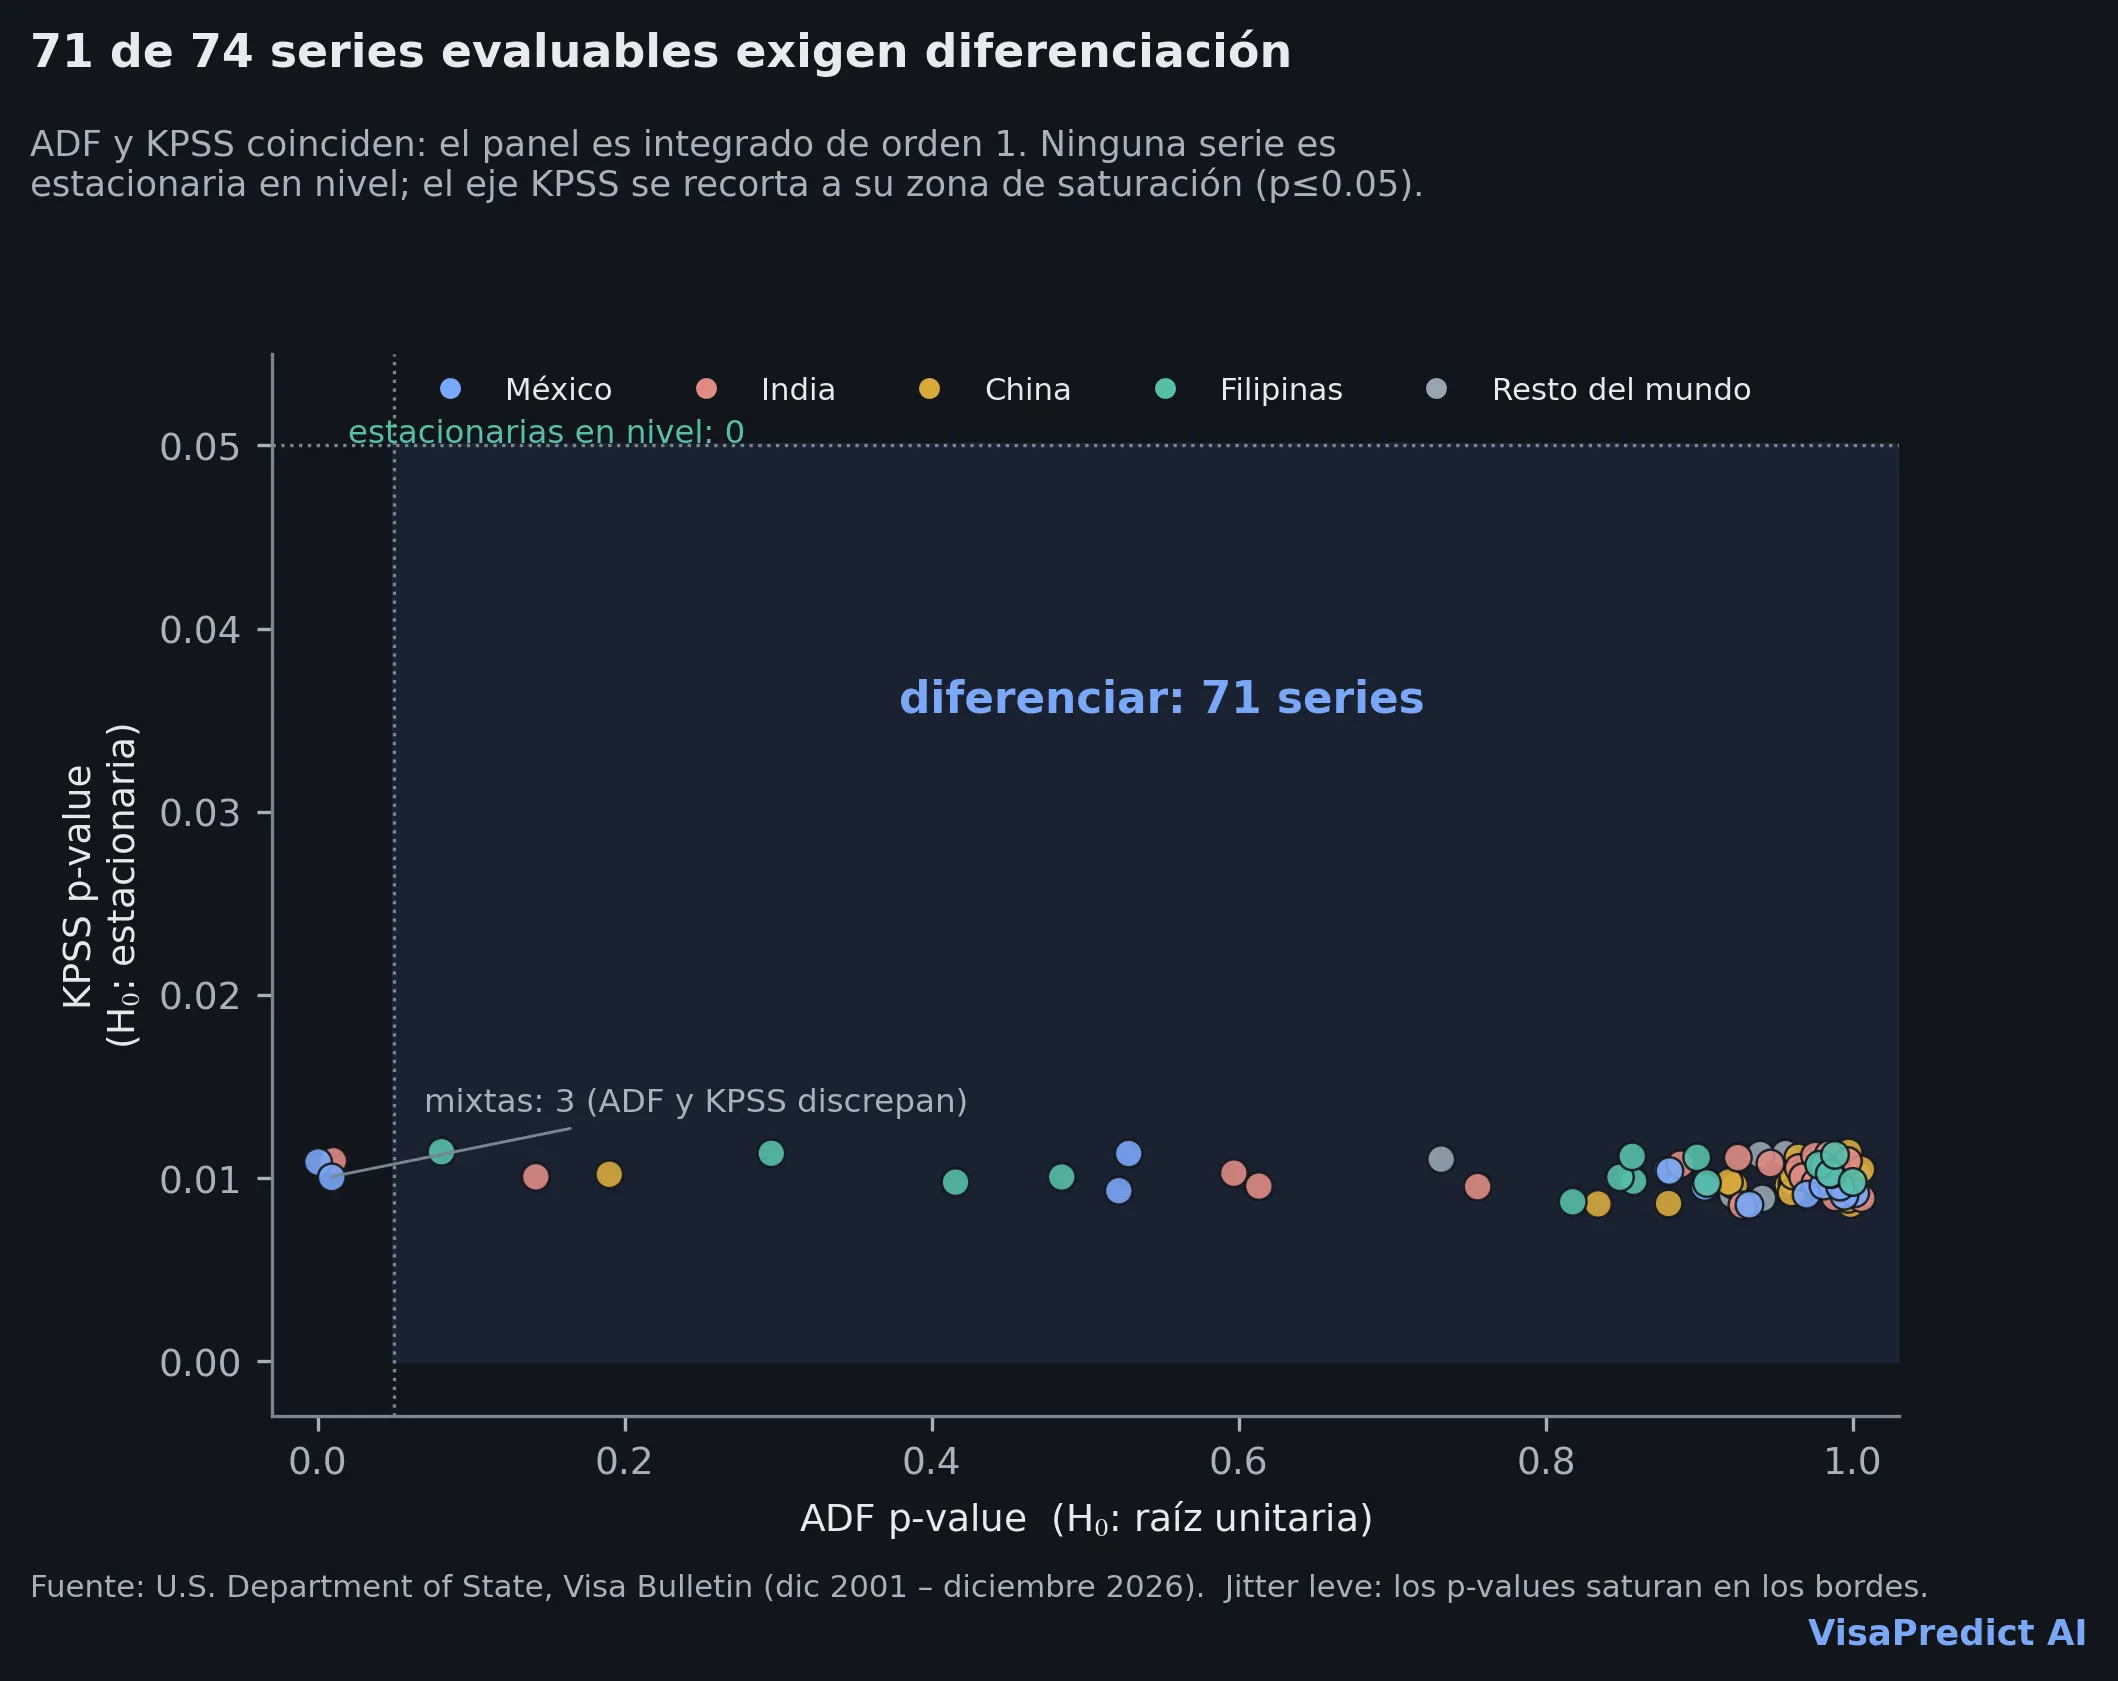 71 de 74 series evaluables exigen diferenciación
ADF y KPSS coinciden: el panel es integrado de orden 1. Ninguna serie es
estacionaria en nivel; el eje KPSS se recorta a su zona de saturación (p≤0.05).
México
India
China
Filipinas
Resto del mundo
estacionarias en nivel: 0
0.05
0.04
diferenciar: 71 series
0.03
KPSS p-value
(H₀: estacionaria)
0.02
mixtas: 3 (ADF y KPSS discrepan)
0.01
0.00
0.0
0.2
0.4
0.6
0.8
1.0
ADF p-value  (H₀: raíz unitaria)
Fuente: U.S. Department of State, Visa Bulletin (dic 2001 – diciembre 2026).  Jitter leve: los p-values saturan en los bordes.
VisaPredict AI